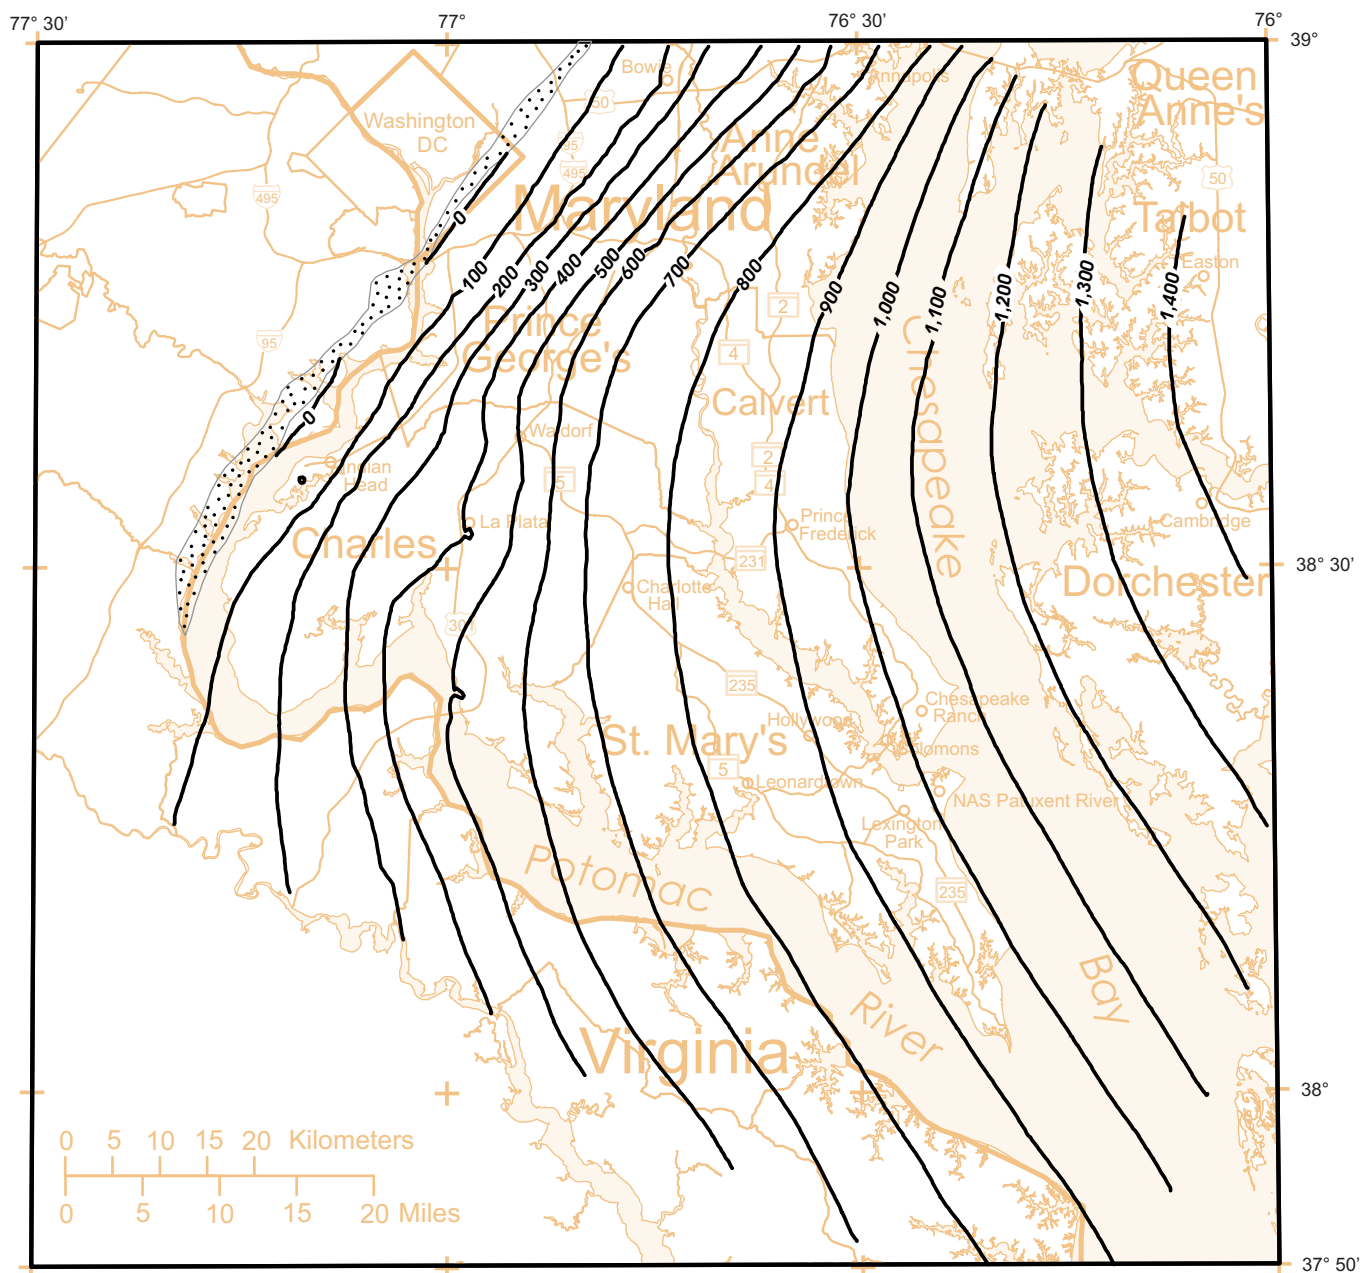 77° 30'
77°
76° 30'
76°
39°
Bowie
Annapolis
Queen
Anne's
50
Washington
DC
95
Anne
Arundel
495
495
50
Maryland
0
Talbot
Easton
100
200
300
400
500
600
700
800
900
1,000
1,100
1,200
1,300
1,400
2
Prince
George's
95
4
Chesapeake
Calvert
0
Waldorf
2
4
Indian
Head
5
La Plata
Prince
Frederick
Cambridge
Charles
231
38° 30'
Charlotte
Hall
Dorchester
301
235
Chesapeake
Ranch
Hollywood
St. Mary's
Solomons
5
Leonardtown
NAS Patuxent River
Lexington
Park
Potomac
235
Bay
River
Virginia
38°
0 5 10 15 20 Kilometers
0 5 10 15 20 Miles
37° 50'